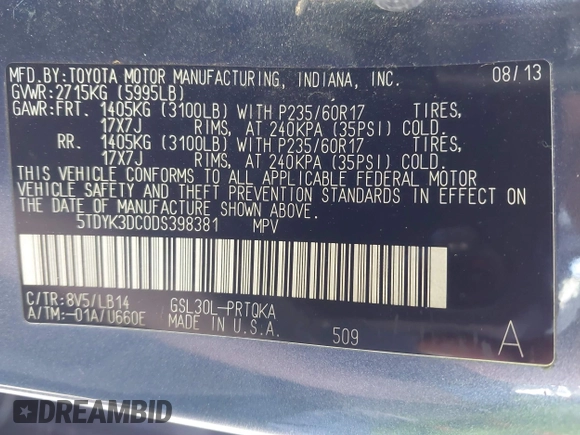 MFD.BY:TOYOTA MOTOR MANUFACTURING, INDIANA, INC. 08/13
GVWR:2715KG (5995LB)
GAWR:FRT. 1405KG (3100LB) WITH P235/60R17 TIRES,
17X7J RIMS, AT 240KPA (35PSI) COLD.
RR. 1405KG (3100LB) WITH P235/60R17 TIRES,
17X7J RIMS, AT 240KPA (35PSI) COLD.
THIS VEHICLE CONFORMS TO ALL APPLICABLE FEDERAL MOTOR
VEHICLE SAFETY AND THEFT PREVENTION STANDARDS IN EFFECT ON
THE DATE OF MANUFACTURE SHOWN ABOVE.
5TDYK3DC0DS398381 MPV
C/TR:8V5/LB14 GSL30L-PRTQKA
A/TM:-01A/U660E MADE IN U.S.A. 509 A
DREAMBID